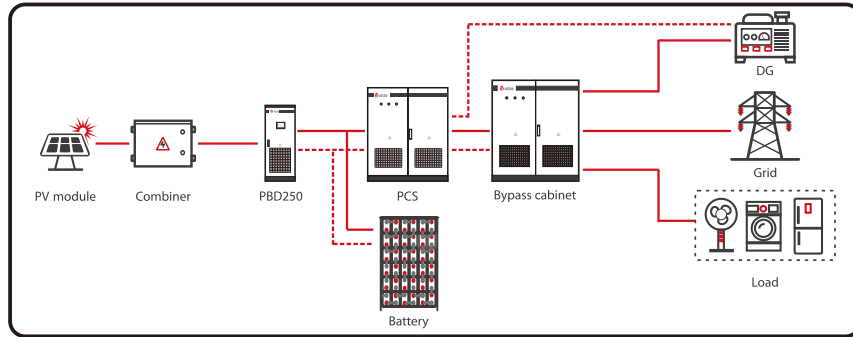 DG
PV module
Combiner
PBD250
PCS
Bypass cabinet
Grid
Battery
Load